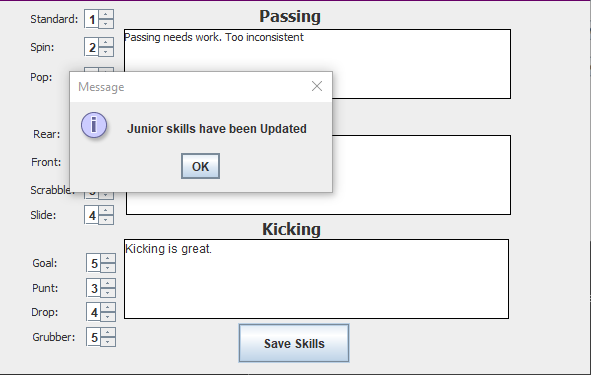 Passing
Standard: 1
Spin: 2
Passing needs work. Too inconsistent
Pop:
Message
Junior skills have been Updated
OK
Rear:
Front:
Scrabble:
Slide: 4
Kicking
Goal: 5
Kicking is great.
Punt: 3
Drop: 4
Grubber: 5
Save Skills